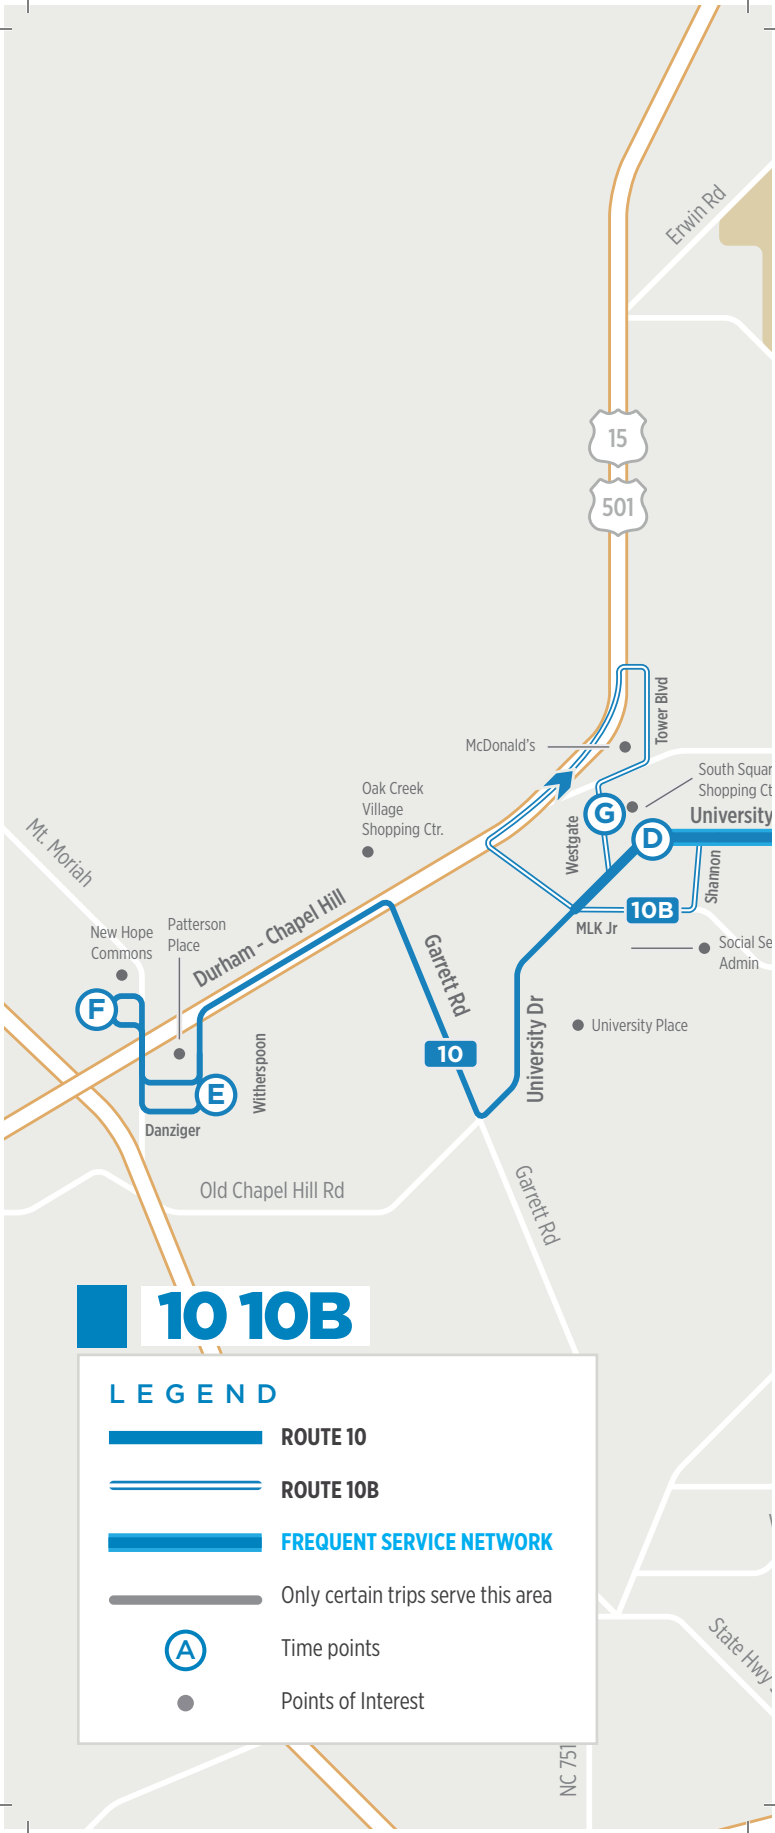 Erwin Rd
15
501
Tower Blvd
McDonald's
South Squar
Shopping Ct
Oak Creek
Village
Shopping Ctr.
G
University
D
Westgate
Mt. Moriah
Shannon
10B
MLK Jr
Durham - Chapel Hill
Patterson
Place
New Hope
Commons
Garrett Rd
Social Se
Admin
F
University Place
University Dr
10
Witherspoon
E
Danziger
Old Chapel Hill Rd
Garrett Rd
10 10B
LEGEND
ROUTE 10
ROUTE 10B
FREQUENT SERVICE NETWORK
Only certain trips serve this area
A
Time points
Points of Interest
State Hwy
NC 751